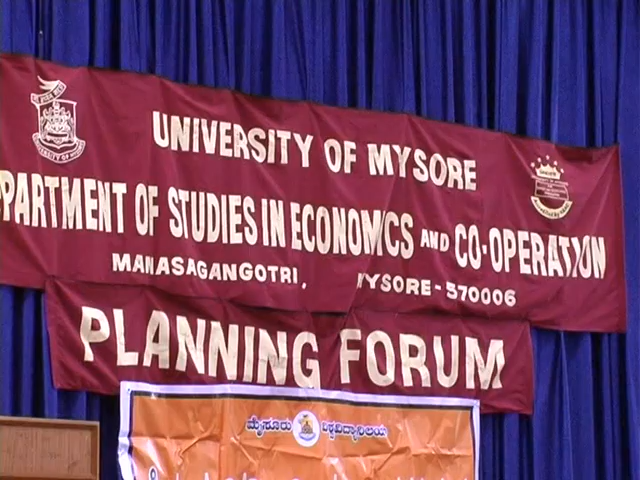 UNIVERSITY OF MYSORE
PARTMENT OF STUDIES IN ECONOMICS AND CO-OPERATION
MANASAGANGOTRI, MYSORE-570006
PLANNING FORUM
ಮೈಸೂರು ವಿಶ್ವವಿದ್ಯಾನಿಲಯ